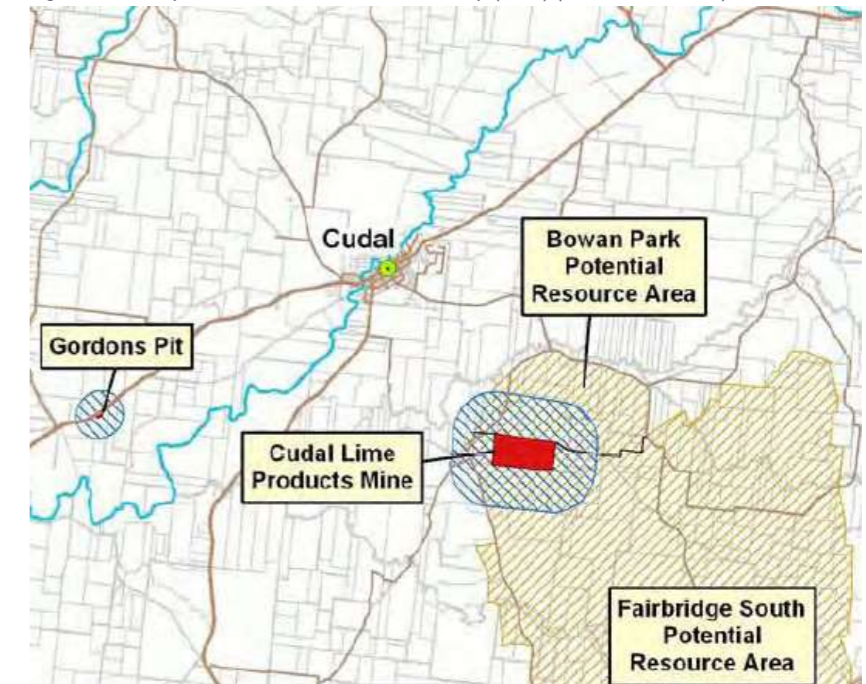 Cudal
Bowan Park
Potential
Resource Area
Gordons Pit
Cudal Lime
Products Mine
Fairbridge South
Potential
Resource Area